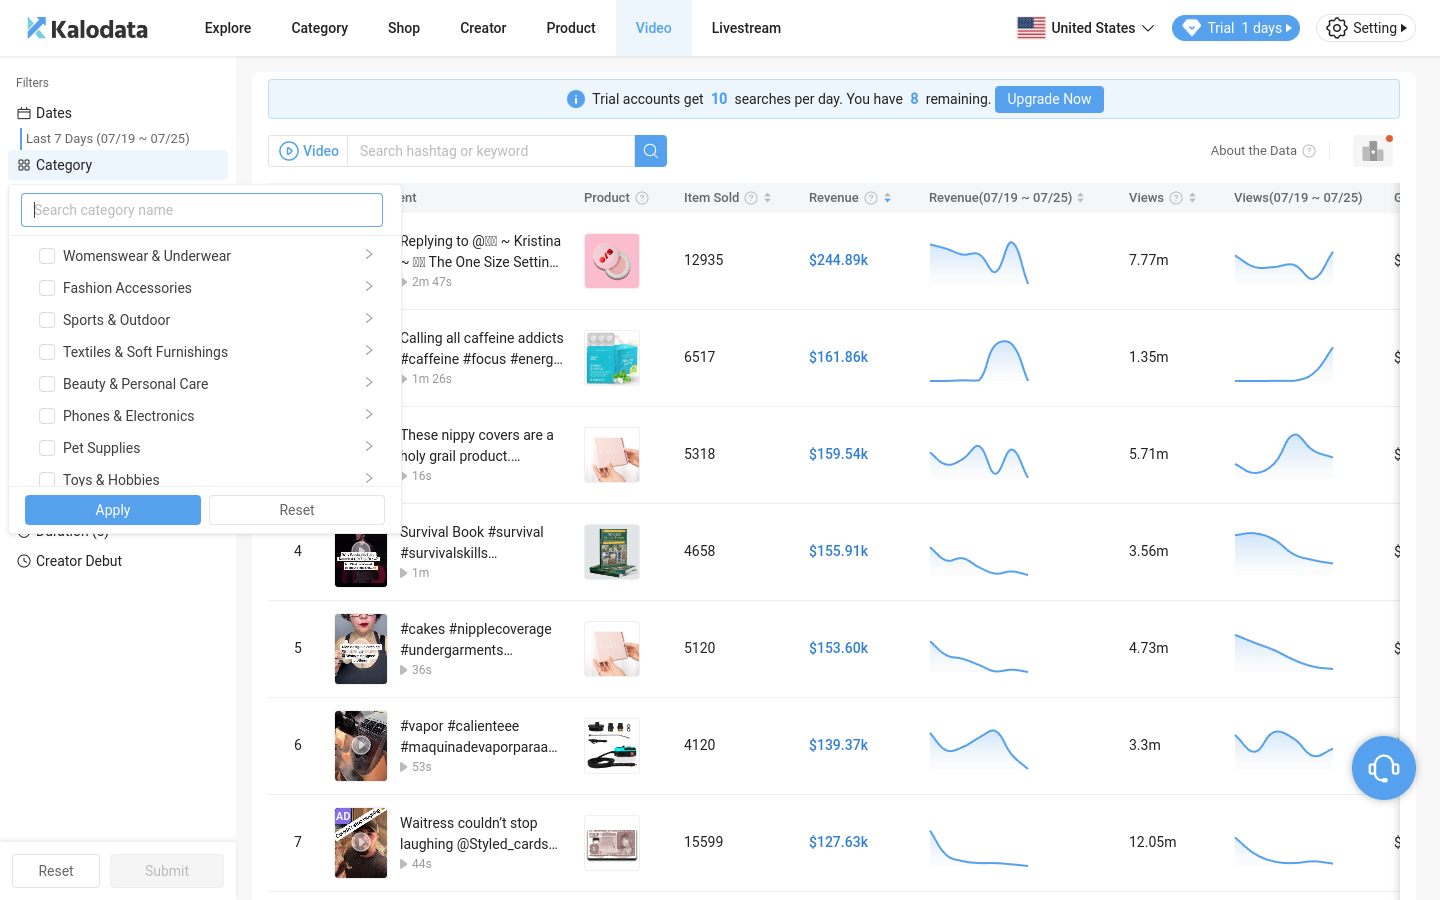 Kalodata
Explore
Category
Shop
Creator
Product
Video
Livestream
United States
Trial 1 days
Setting
Filters
Dates
Last 7 Days (07/19 ~ 07/25)
Category
Search category name
Womenswear & Underwear
Fashion Accessories
Sports & Outdoor
Textiles & Soft Furnishings
Beauty & Personal Care
Phones & Electronics
Pet Supplies
Toys & Hobbies
Apply
Reset
Creator Debut
Reset
Submit
Trial accounts get 10 searches per day. You have 8 remaining.
Upgrade Now
Video
Search hashtag or keyword
About the Data
Product
Item Sold
Revenue
Revenue(07/19 ~ 07/25)
Views
Views(07/19 ~ 07/25)
Replying to @ ~ Kristina
~ The One Size Settin...
2m 47s
12935
$244.89k
7.77m
Calling all caffeine addicts
#caffeine #focus #energ...
1m 26s
6517
$161.86k
1.35m
These nippy covers are a
holy grail product....
16s
5318
$159.54k
5.71m
4
Survival Book #survival
#survivalskills...
1m
4658
$155.91k
3.56m
5
#cakes #nipplecoverage
#undergarments...
36s
5120
$153.60k
4.73m
6
#vapor #calienteee
#maquinadevaporparaa...
53s
4120
$139.37k
3.3m
7
AD
Waitress couldn't stop
laughing @Styled_cards...
44s
15599
$127.63k
12.05m